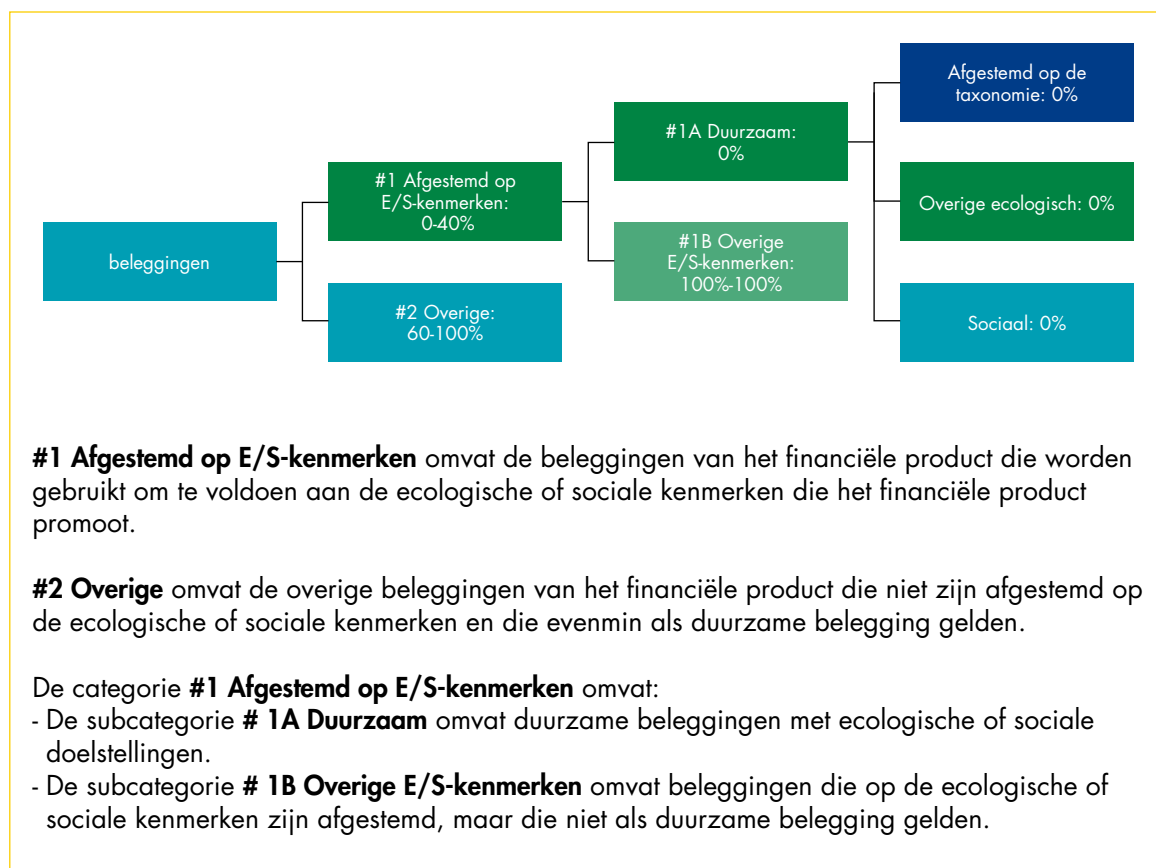 beleggingen
#1 Afgestemd op
E/S-kenmerken:
0-40%
#2 Overige:
60-100%
#1A Duurzaam:
0%
#1B Overige
E/S-kenmerken:
100%-100%
Afgestemd op de
taxonomie: 0%
Overige ecologisch: 0%
Sociaal: 0%
#1 Afgestemd op E/S-kenmerken omvat de beleggingen van het financiële product die worden
gebruikt om te voldoen aan de ecologische of sociale kenmerken die het financiële product
promoot.
#2 Overige omvat de overige beleggingen van het financiële product die niet zijn afgestemd op
de ecologische of sociale kenmerken en die evenmin als duurzame belegging gelden.
De categorie #1 Afgestemd op E/S-kenmerken omvat:
- De subcategorie # 1A Duurzaam omvat duurzame beleggingen met ecologische of sociale
doelstellingen.
- De subcategorie # 1B Overige E/S-kenmerken omvat beleggingen die op de ecologische of
sociale kenmerken zijn afgestemd, maar die niet als duurzame belegging gelden.